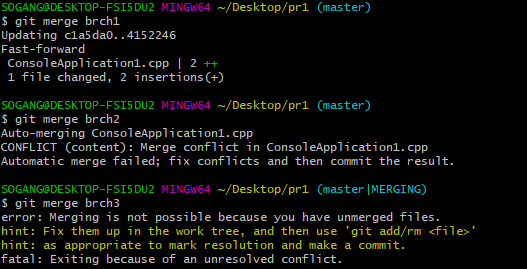 SOGANG@DESKTOP-FSI5DU2 MINGW64 ~/Desktop/pr1 (master)
$ git merge brch1
Updating c1a5da0..4152246
Fast-forward
 ConsoleApplication1.cpp | 2 ++
 1 file changed, 2 insertions(+)
SOGANG@DESKTOP-FSI5DU2 MINGW64 ~/Desktop/pr1 (master)
$ git merge brch2
Auto-merging ConsoleApplication1.cpp
CONFLICT (content): Merge conflict in ConsoleApplication1.cpp
Automatic merge failed; fix conflicts and then commit the result.
SOGANG@DESKTOP-FSI5DU2 MINGW64 ~/Desktop/pr1 (master|MERGING)
$ git merge brch3
error: Merging is not possible because you have unmerged files.
hint: Fix them up in the work tree, and then use 'git add/rm <file>'
hint: as appropriate to mark resolution and make a commit.
fatal: Exiting because of an unresolved conflict.